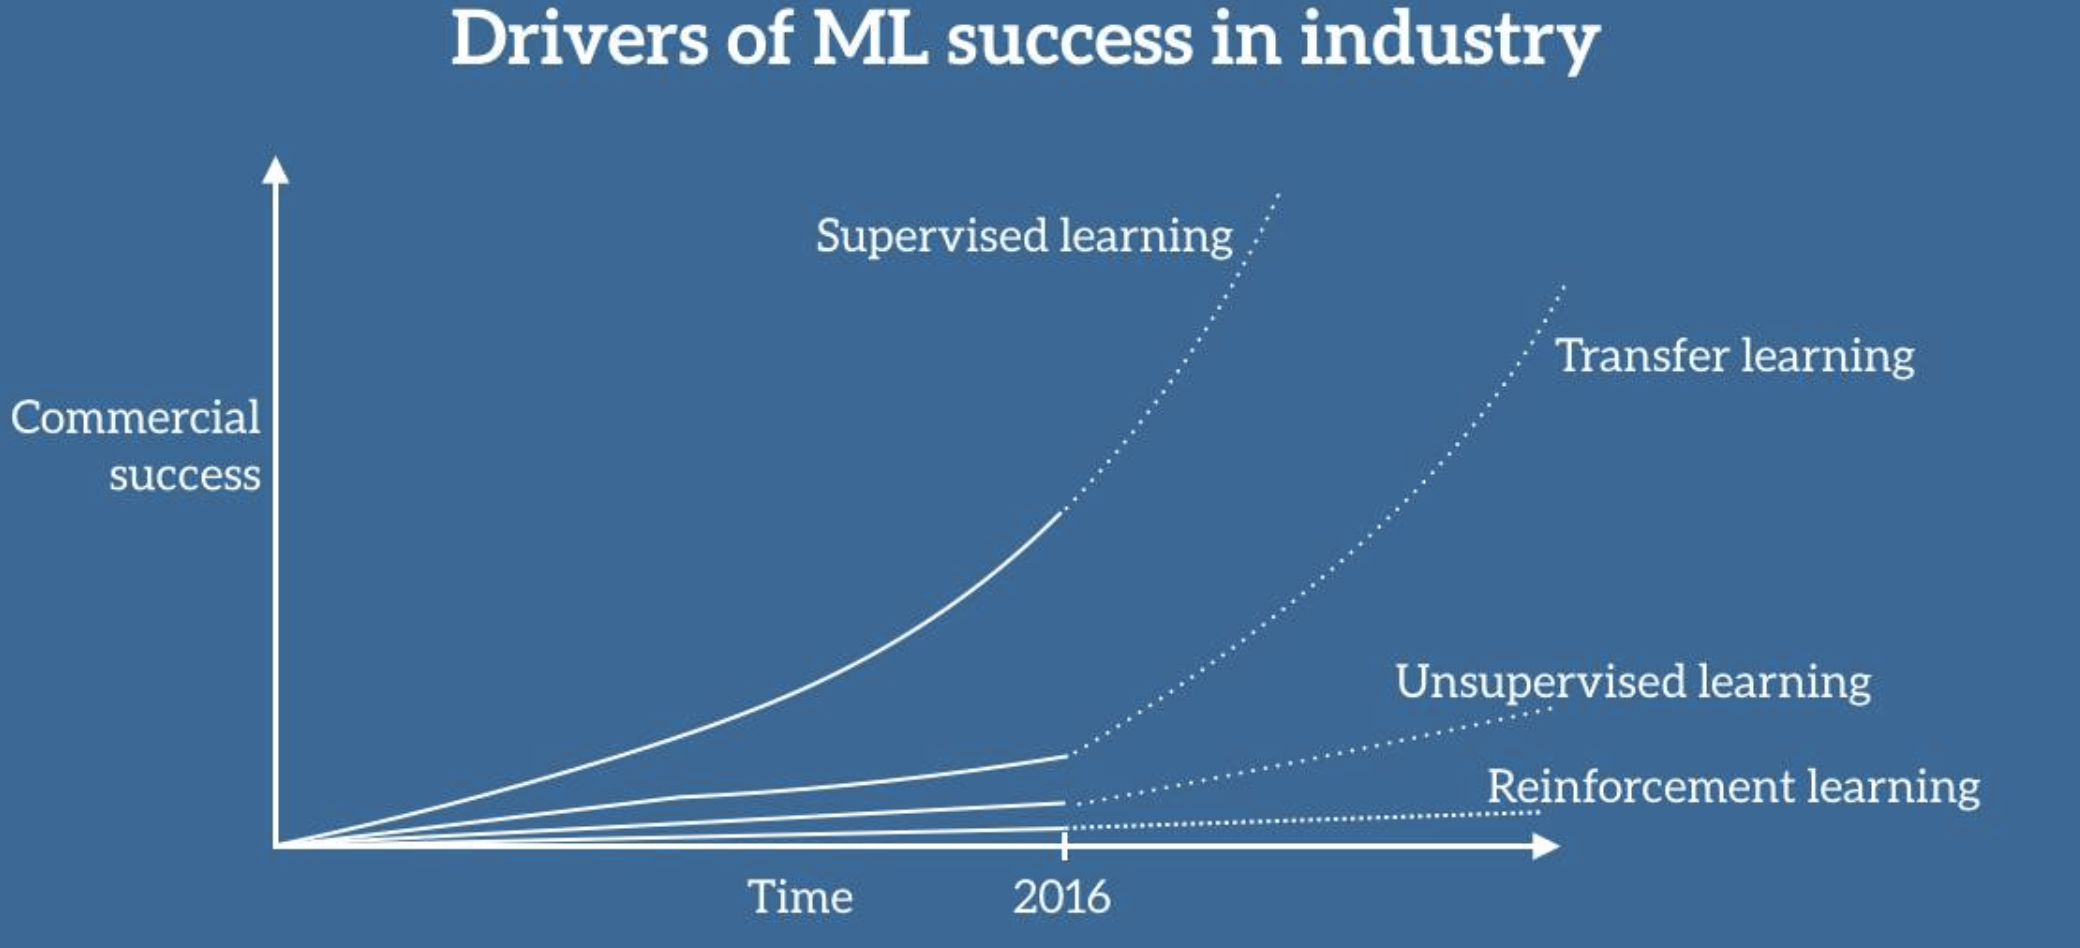 Drivers of ML success in industry
Supervised learning
Transfer learning
Commercial
success
Unsupervised learning
Reinforcement learning
Time
2016